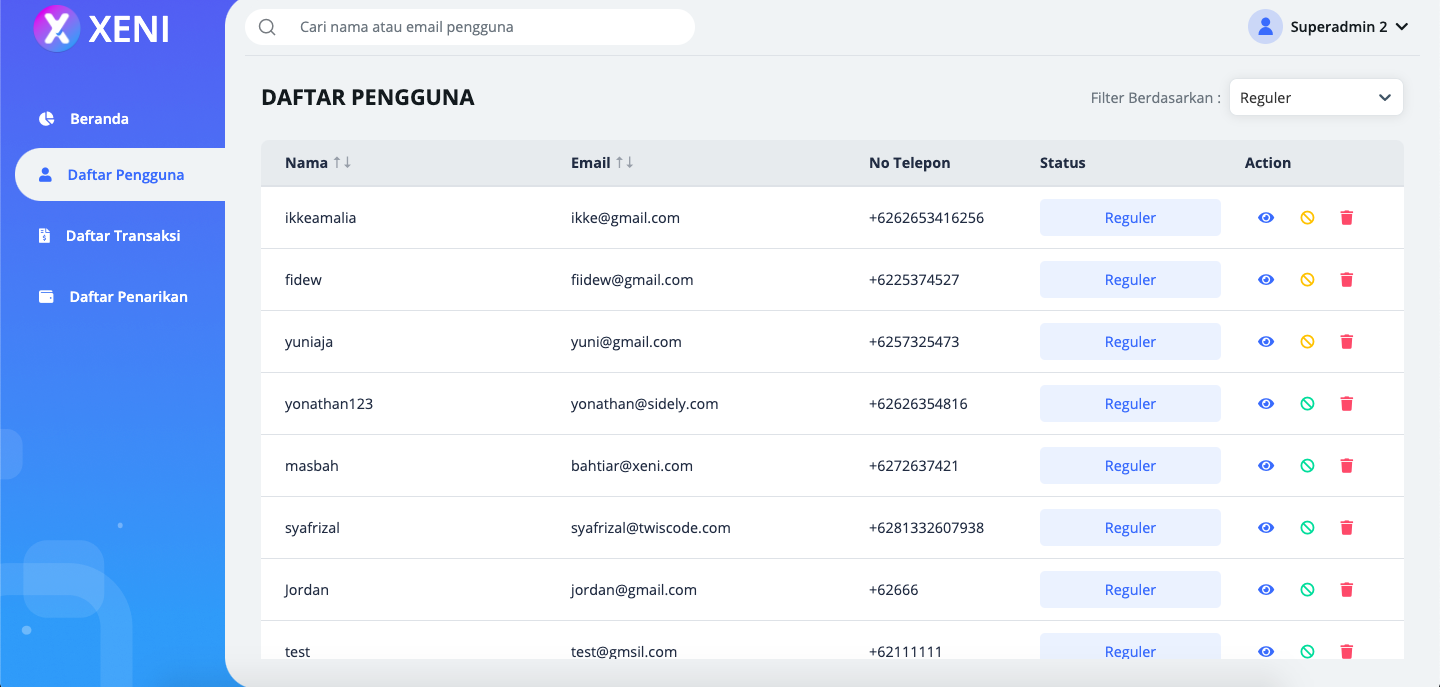 XENI
Cari nama atau email pengguna
Superadmin 2
Beranda
Daftar Pengguna
Daftar Transaksi
Daftar Penarikan
DAFTAR PENGGUNA
Filter Berdasarkan : Reguler
Nama ↑↓ Email ↑↓ No Telepon Status Action
ikkeamalia ikke@gmail.com +6262653416256 Reguler
fidew fiidew@gmail.com +6225374527 Reguler
yuniaja yuni@gmail.com +6257325473 Reguler
yonathan123 yonathan@sidely.com +62626354816 Reguler
masbah bahtiar@xeni.com +6272637421 Reguler
syafrizal syafrizal@twiscode.com +6281332607938 Reguler
Jordan jordan@gmail.com +62666 Reguler
test test@gmsil.com +62111111 Reguler